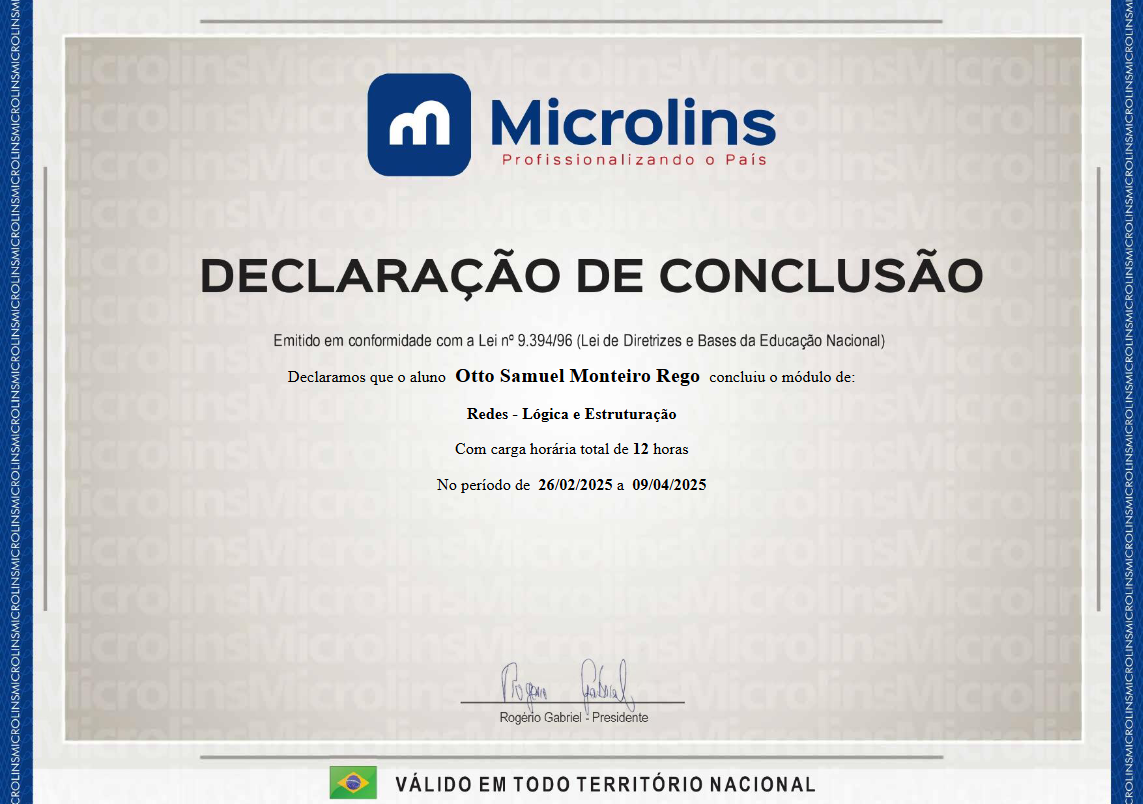 Microlins
Profissionalizando o País
DECLARAÇÃO DE CONCLUSÃO
Emitido em conformidade com a Lei nº 9.394/96 (Lei de Diretrizes e Bases da Educação Nacional)
Declaramos que o aluno Otto Samuel Monteiro Rego concluiu o módulo de:
Redes - Lógica e Estruturação
Com carga horária total de 12 horas
No período de 26/02/2025 a 09/04/2025
Rogerio Gabriel
Rogério Gabriel - Presidente
VÁLIDO EM TODO TERRITÓRIO NACIONAL